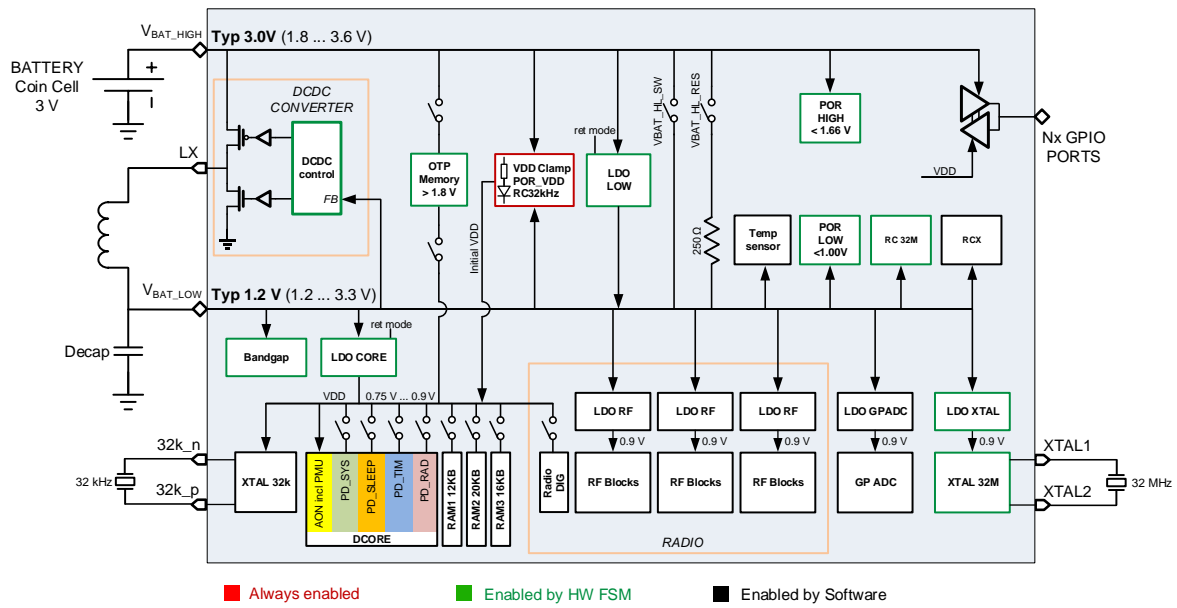 V_BAT_HIGH
Typ 3.0V (1.8 ... 3.6 V)
BATTERY
Coin Cell
3 V
+
DCDC
CONVERTER
DCDC
control
FB
LX
OTP
Memory
> 1.8 V
VDD Clamp
POR_VDD
RC32kHz
Initial VDD
ret mode
LDO
LOW
VBAT_HL_SW
VBAT_HL_RES
250 Ω
POR
HIGH
< 1.66 V
VDD
Nx GPIO
PORTS
Temp
sensor
POR
LOW
<1.00V
RC 32M
RCX
V_BAT_LOW
Typ 1.2 V (1.2 ... 3.3 V)
Decap
Bandgap
LDO CORE
ret mode
VDD
0.75 V ... 0.9 V
32k_n
32 kHz
32k_p
XTAL 32k
AON incl PMU
PD_SYS
PD_SLEEP
PD_TIM
PD_RAD
DCORE
RAM1 12KB
RAM2 20KB
RAM3 16KB
Radio
DIG
LDO RF
LDO RF
LDO RF
LDO GPADC
LDO XTAL
0.9 V
0.9 V
0.9 V
0.9 V
0.9 V
RF Blocks
RF Blocks
RF Blocks
GP ADC
XTAL 32M
RADIO
XTAL1
XTAL2
32 MHz
Always enabled
Enabled by HW FSM
Enabled by Software